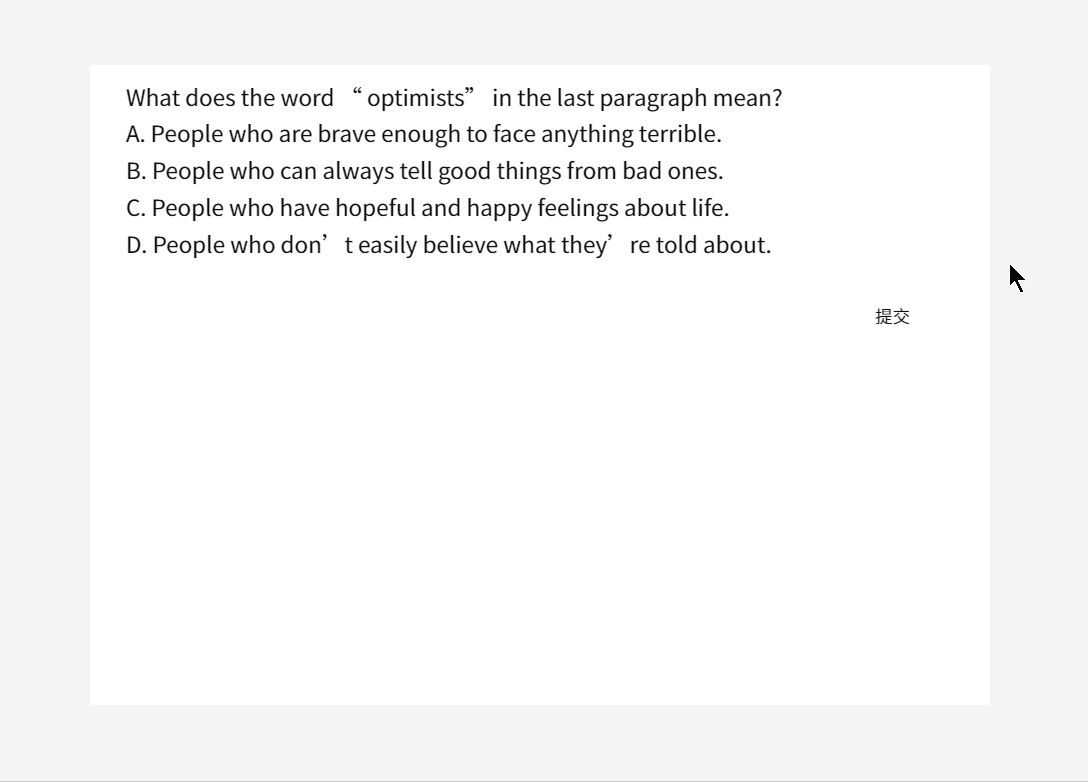 What does the word “optimists” in the last paragraph mean?
A. People who are brave enough to face anything terrible.
B. People who can always tell good things from bad ones.
C. People who have hopeful and happy feelings about life.
D. People who don’t easily believe what they’re told about.
提交